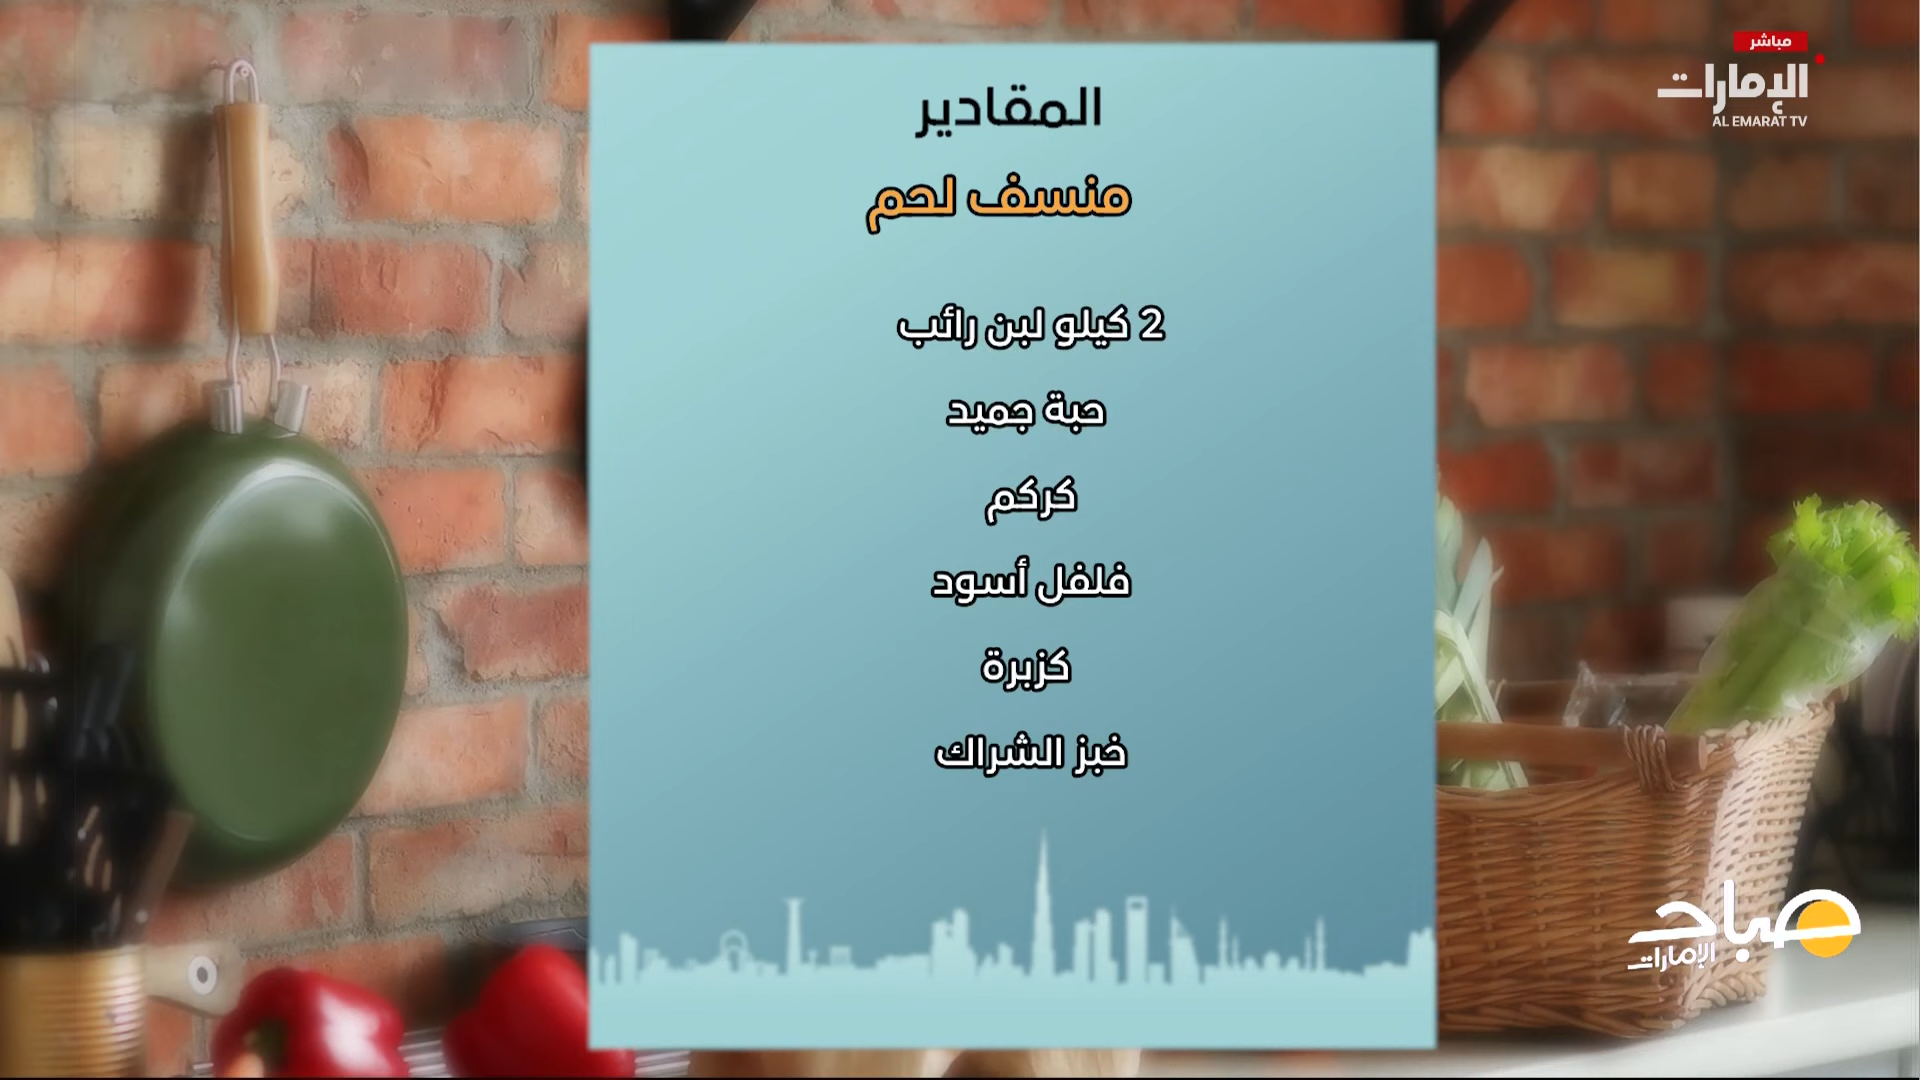 مباشر
الإمارات
AL EMARAT TV
المقادير
منسف لحم
2 كيلو لبن رائب
حبة جميد
كركم
فلفل أسود
كزبرة
خبز الشراك
صباح
الإمارات